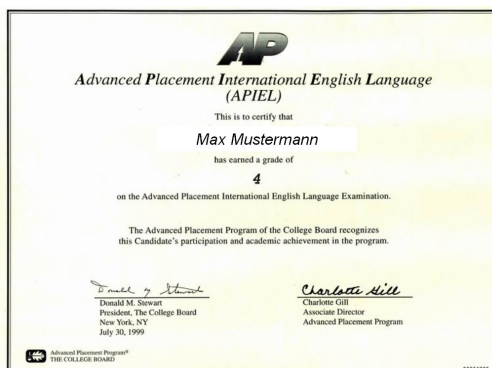 AP
Advanced Placement International English Language
(APIEL)
This is to certify that
Max Mustermann
has earned a grade of
4
on the Advanced Placement International English Language Examination.
The Advanced Placement Program of the College Board recognizes
this Candidate's participation and academic achievement in the program.
Donald M. Stewart
Charlotte Gill
Donald M. Stewart
President, The College Board
New York, NY
July 30, 1999
Charlotte Gill
Associate Director
Advanced Placement Program
Advanced Placement Program®
THE COLLEGE BOARD